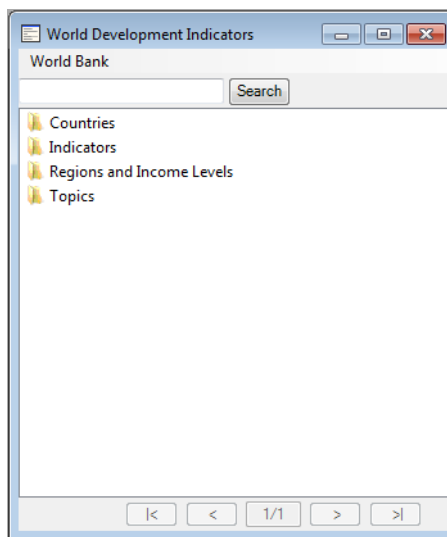 World Development Indicators
World Bank
Search
Countries
Indicators
Regions and Income Levels
Topics
|< < 1/1 > >|